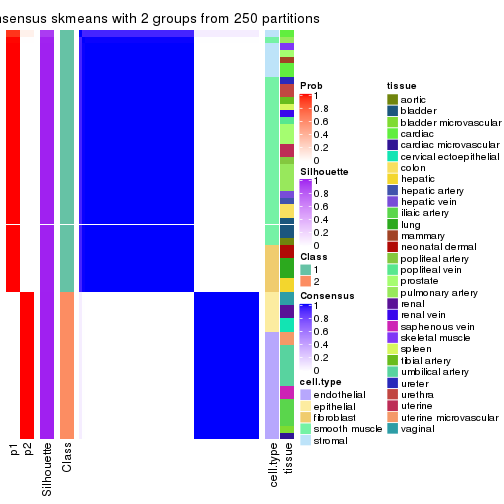 sensus skmeans with 2 groups from 250 partitions
p1
p2
Silhouette
Class
cell.type
tissue
Prob
1
0.8
0.6
0.4
0.2
0
Silhouette
1
0.8
0.6
0.4
0.2
0
Class
1
2
Consensus
1
0.8
0.6
0.4
0.2
0
cell.type
endothelial
epithelial
fibroblast
smooth muscle
stromal
tissue
aortic
bladder
bladder microvascular
cardiac
cardiac microvascular
cervical ectoepithelial
colon
hepatic
hepatic artery
hepatic vein
iliaic artery
lung
mammary
neonatal dermal
popliteal artery
popliteal vein
prostate
pulmonary artery
renal
renal vein
saphenous vein
skeletal muscle
spleen
tibial artery
umbilical artery
ureter
urethra
uterine
uterine microvascular
vaginal